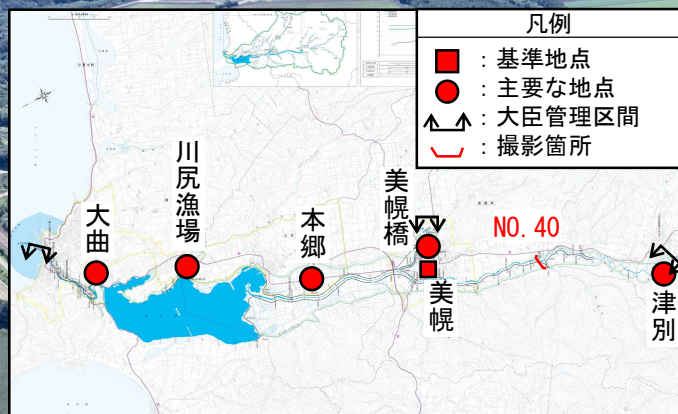 凡例
：基準地点
：主要な地点
：大臣管理区間
：撮影箇所
大曲
川尻漁場
本郷
美幌橋
美幌
NO. 40
津別